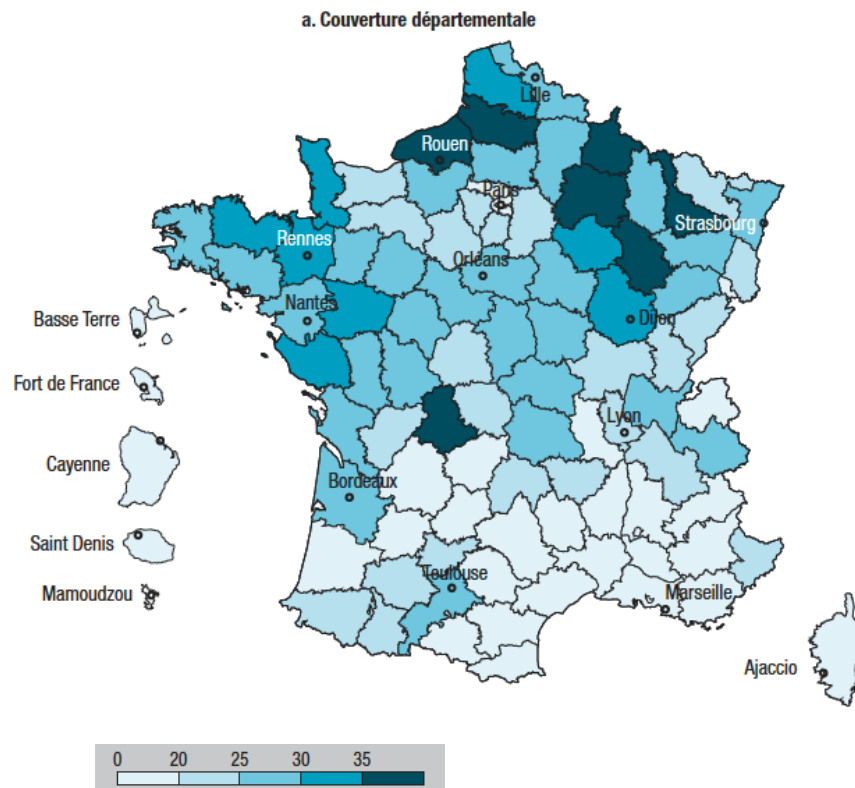 a. Couverture départementale
Lille
Rouen
Paris
Strasbourg
Rennes
Orléans
Nantes
Dijon
Basse Terre
Fort de France
Lyon
Cayenne
Bordeaux
Saint Denis
Toulouse
Mamoudzou
Marseille
Ajaccio
0 20 25 30 35